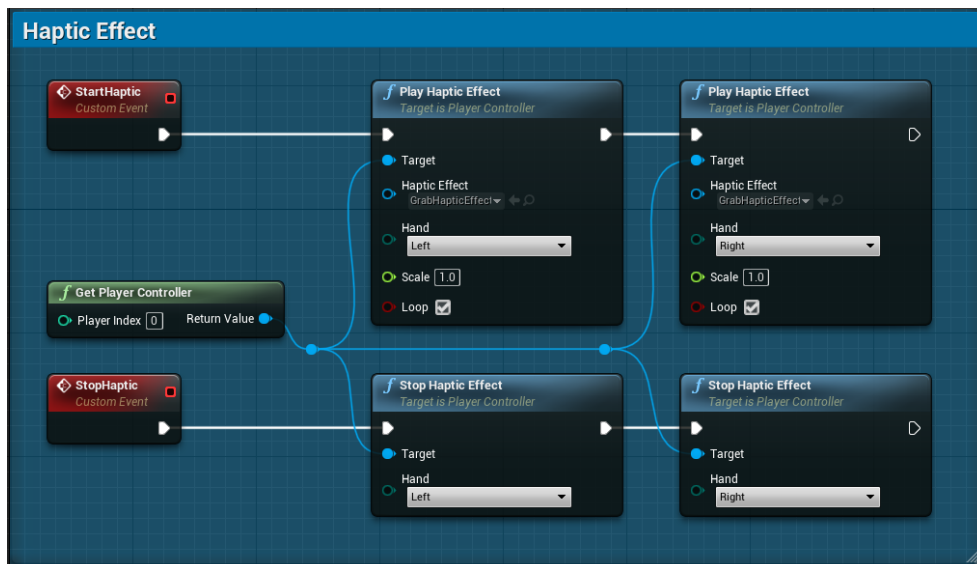 Haptic Effect
StartHaptic
Custom Event
f Play Haptic Effect
Target is Player Controller
Target
Haptic Effect
GrabHapticEffect
Hand
Left
Scale 1.0
Loop
f Play Haptic Effect
Target is Player Controller
Target
Haptic Effect
GrabHapticEffect
Hand
Right
Scale 1.0
Loop
f Get Player Controller
Player Index 0 Return Value
StopHaptic
Custom Event
f Stop Haptic Effect
Target is Player Controller
Target
Hand
Left
f Stop Haptic Effect
Target is Player Controller
Target
Hand
Right